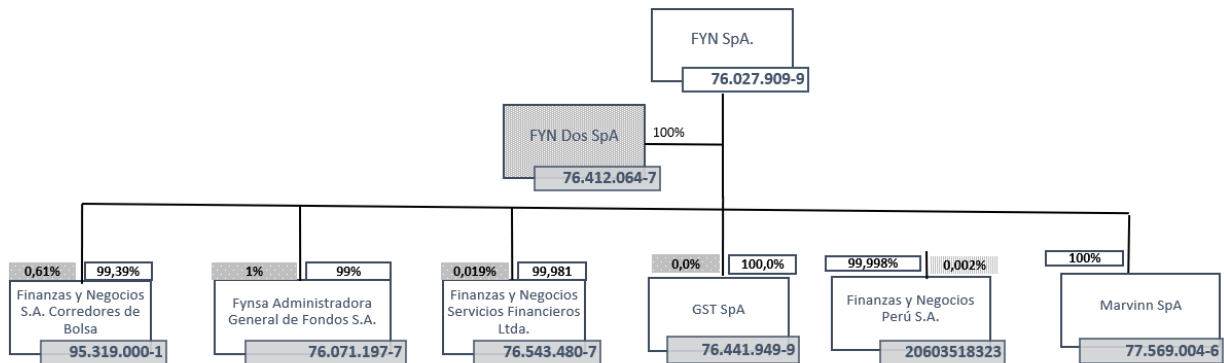 FYN SpA.
76.027.909-9
FYN Dos SpA
100%
76.412.064-7
0,61%
99,39%
Finanzas y Negocios
S.A. Corredores de
Bolsa
95.319.000-1
1%
99%
Fynsa Administradora
General de Fondos S.A.
76.071.197-7
0,019%
99,981
Finanzas y Negocios
Servicios Financieros
Ltda.
76.543.480-7
0,0%
100,0%
GST SpA
76.441.949-9
99,998%
0,002%
Finanzas y Negocios
Perú S.A.
20603518323
100%
Marvinn SpA
77.569.004-6